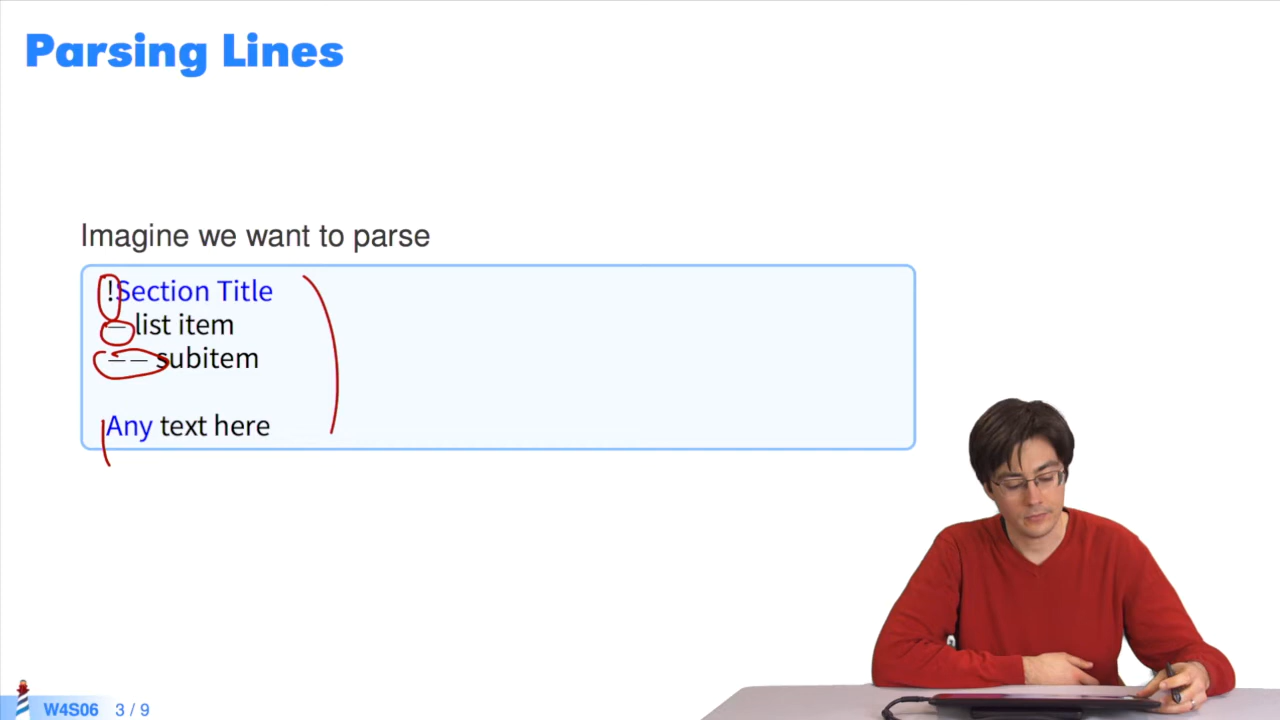 Parsing Lines
Imagine we want to parse
!Section Title
– list item
–– subitem
Any text here
W4S06 3 / 9